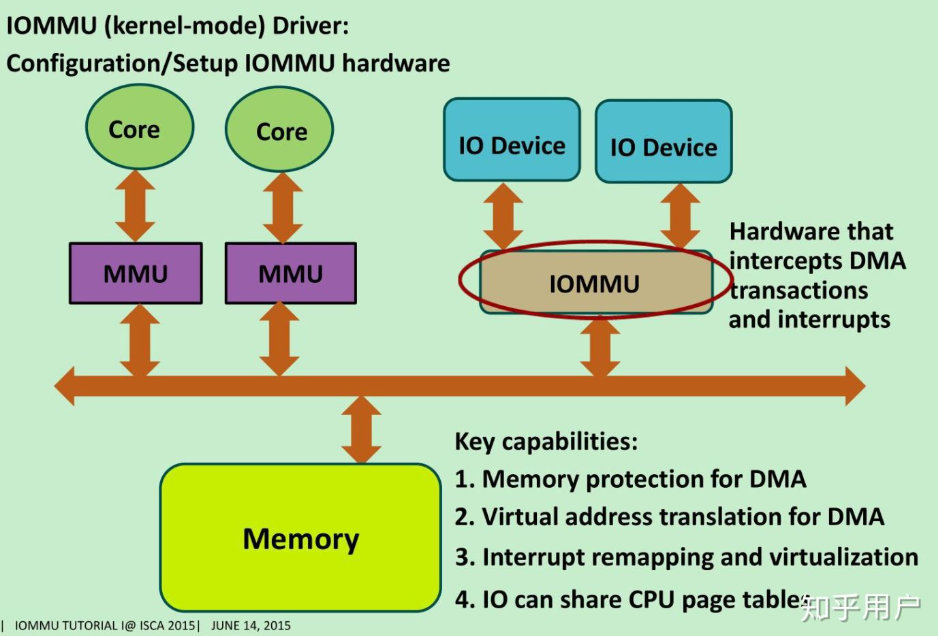 IOMMU (kernel-mode) Driver:
Configuration/Setup IOMMU hardware
Core
Core
IO Device
IO Device
MMU
MMU
IOMMU
Hardware that
intercepts DMA
transactions
and interrupts
Memory
Key capabilities:
1. Memory protection for DMA
2. Virtual address translation for DMA
3. Interrupt remapping and virtualization
4. IO can share CPU page tables
知乎用户
| IOMMU TUTORIAL I@ ISCA 2015| JUNE 14, 2015